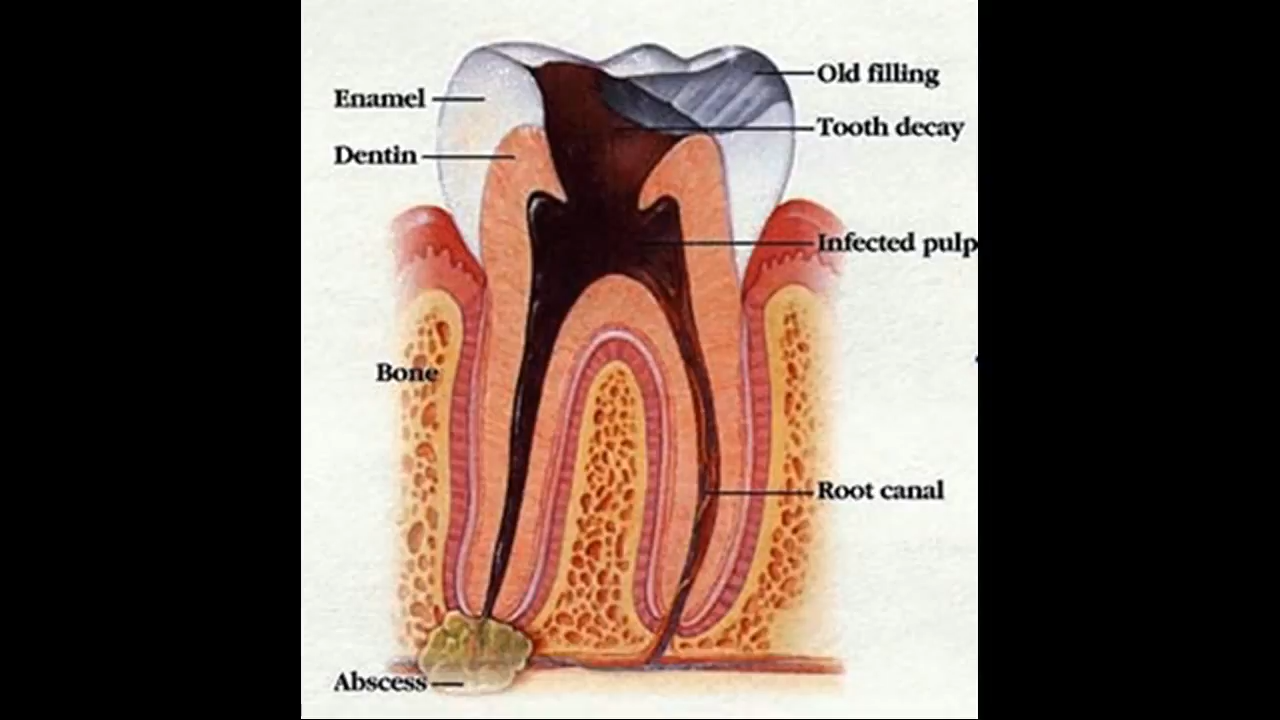 Old filling
Enamel
Tooth decay
Dentin
Infected pulp
Bone
Root canal
Abscess